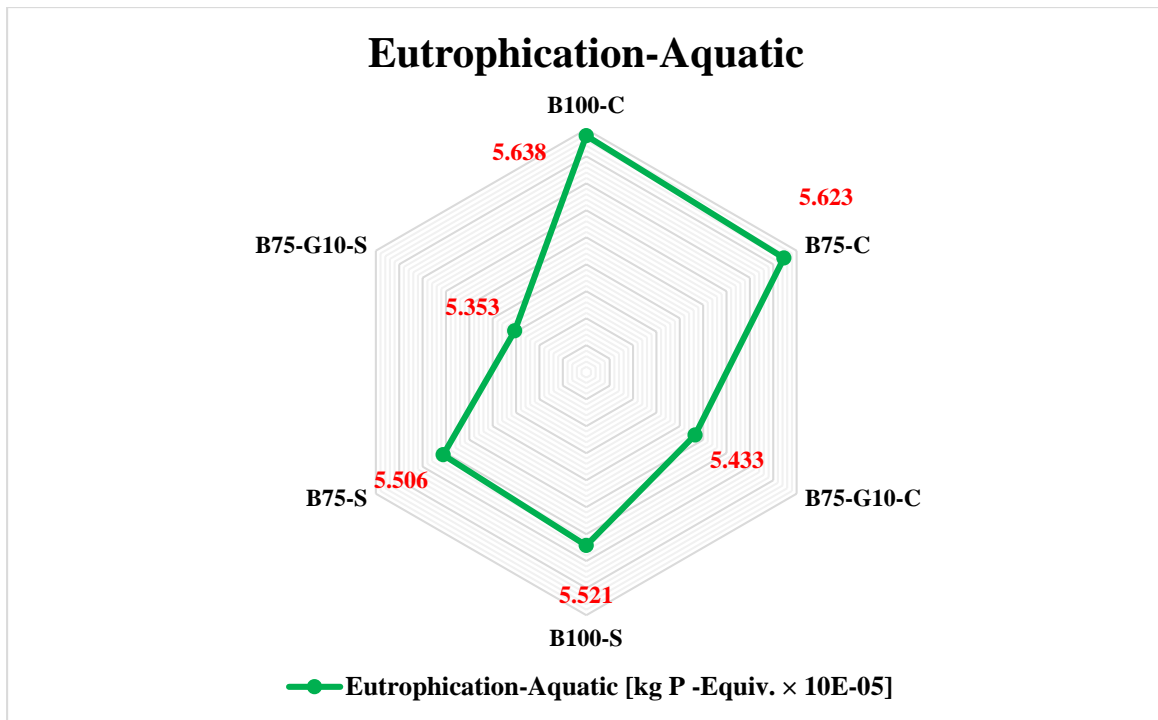 Eutrophication-Aquatic
B100-C
5.638
5.623
B75-G10-S
B75-C
5.353
5.433
5.506
B75-S
B75-G10-C
5.521
B100-S
Eutrophication-Aquatic [kg P -Equiv. × 10E-05]